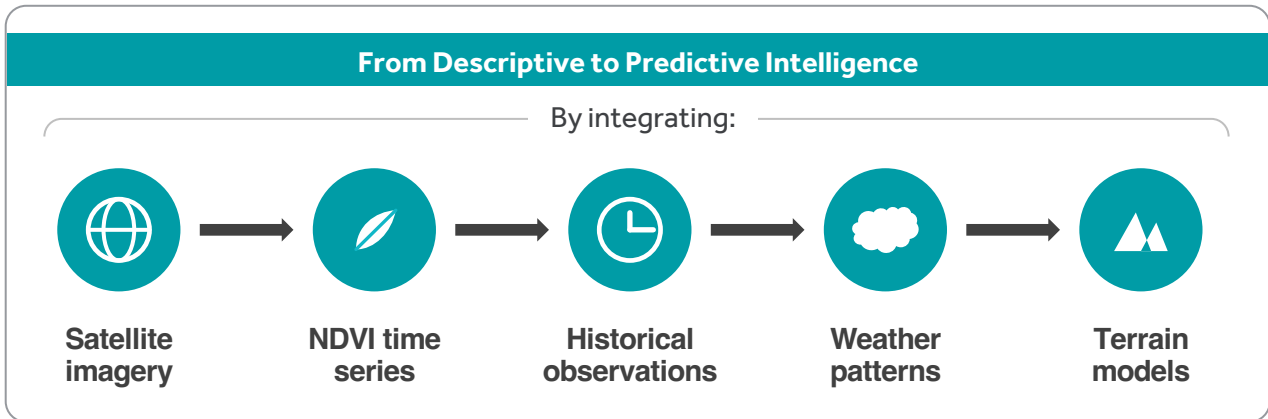 From Descriptive to Predictive Intelligence
By integrating:
Satellite
imagery
NDVI time
series
Historical
observations
Weather
patterns
Terrain
models